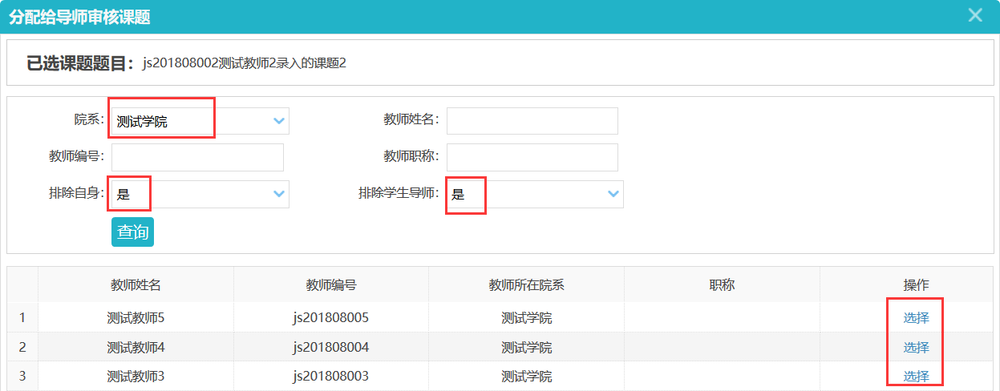 分配给导师审核课题
已选课题题目：js201808002测试教师2录入的课题2
院系： 测试学院 教师姓名：
教师编号： 教师职称：
排除自身： 是 排除学生导师： 是
查询
教师姓名 教师编号 教师所在院系 职称 操作
1 测试教师5 js201808005 测试学院 选择
2 测试教师4 js201808004 测试学院 选择
3 测试教师3 js201808003 测试学院 选择